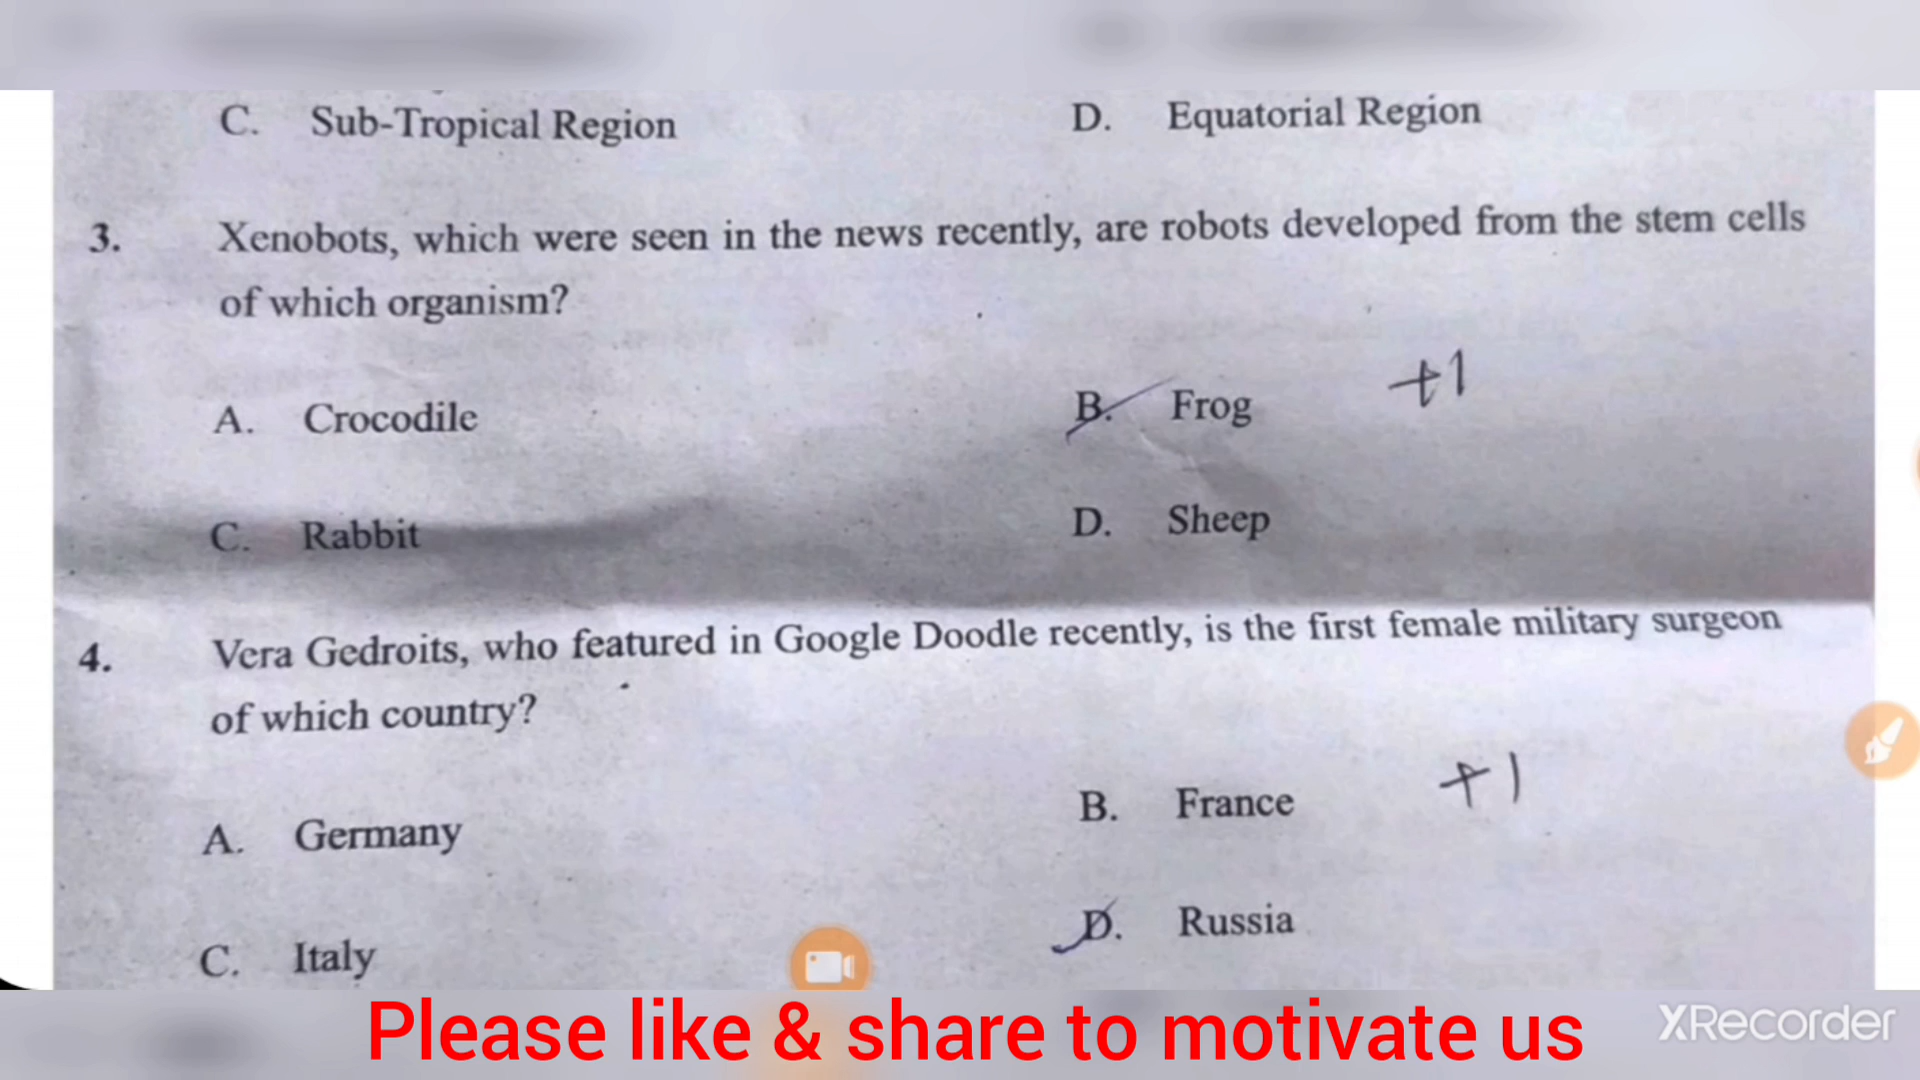 C. Sub-Tropical Region D. Equatorial Region
3. Xenobots, which were seen in the news recently, are robots developed from the stem cells
of which organism?
A. Crocodile B. Frog +1
C. Rabbit D. Sheep
4. Vera Gedroits, who featured in Google Doodle recently, is the first female military surgeon
of which country?
A. Germany B. France +1
C. Italy D. Russia
Please like & share to motivate us
XRecorder